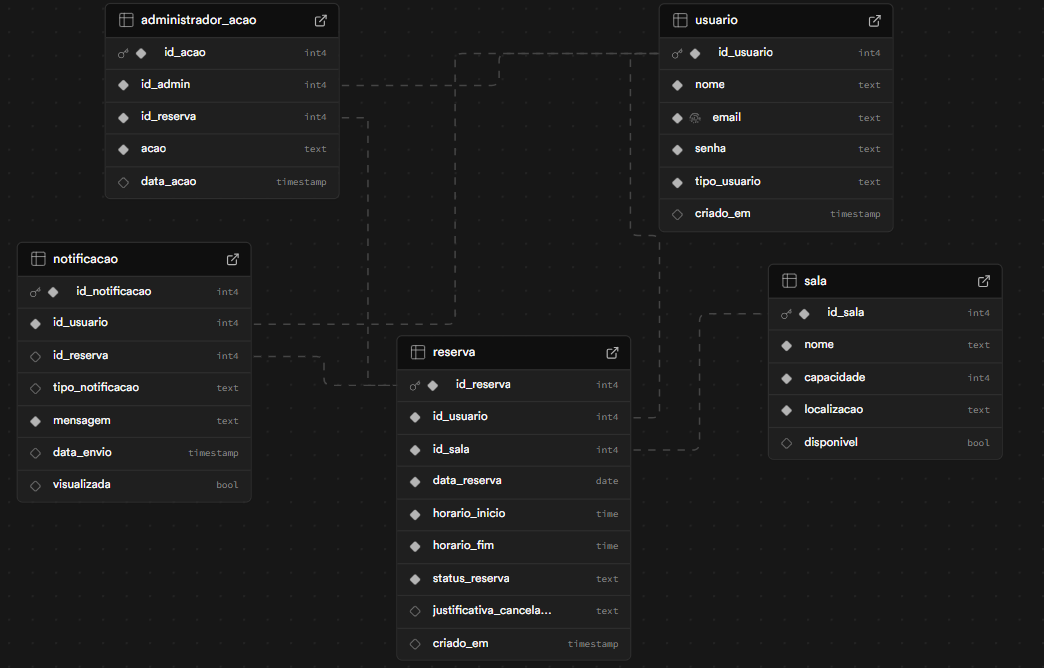 administrador_acao
id_acao int4
id_admin int4
id_reserva int4
acao text
data_acao timestamp
usuario
id_usuario int4
nome text
email text
senha text
tipo_usuario text
criado_em timestamp
notificacao
id_notificacao int4
id_usuario int4
id_reserva int4
tipo_notificacao text
mensagem text
data_envio timestamp
visualizada bool
reserva
id_reserva int4
id_usuario int4
id_sala int4
data_reserva date
horario_inicio time
horario_fim time
status_reserva text
justificativa_cancela... text
criado_em timestamp
sala
id_sala int4
nome text
capacidade int4
localizacao text
disponivel bool